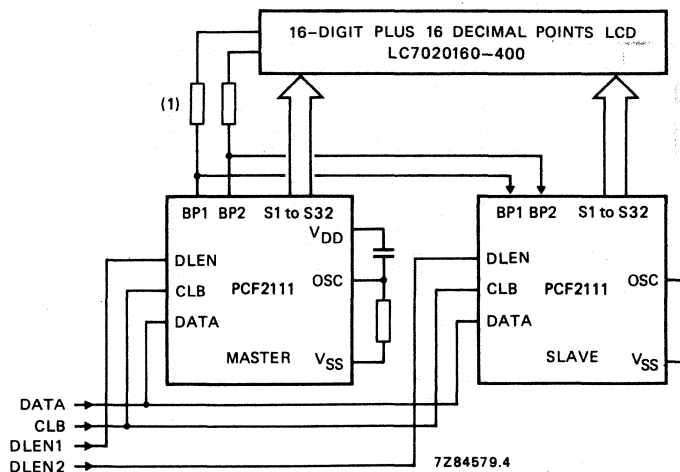 16-DIGIT PLUS 16 DECIMAL POINTS LCD
LC7020160-400
(1)
BP1 BP2 S1 to S32
VDD
DLEN
CLB
PCF2111
OSC
DATA
MASTER
VSS
BP1 BP2 S1 to S32
DLEN
CLB
PCF2111
OSC
DATA
SLAVE
VSS
DATA
CLB
DLEN1
DLEN2
7Z84579.4